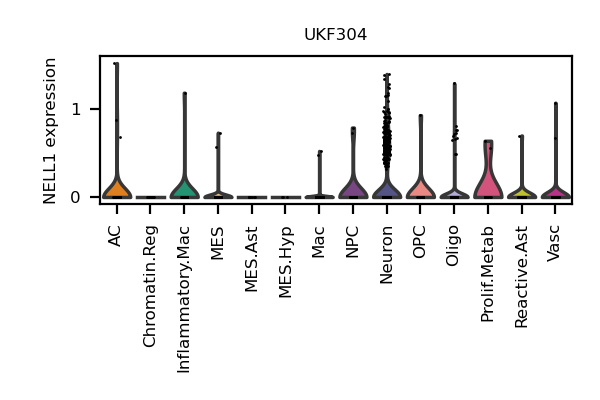 UKF304
NELL1 expression
1
0
AC
Chromatin.Reg
Inflammatory.Mac
MES
MES.Ast
MES.Hyp
Mac
NPC
Neuron
OPC
Oligo
Prolif.Metab
Reactive.Ast
Vasc